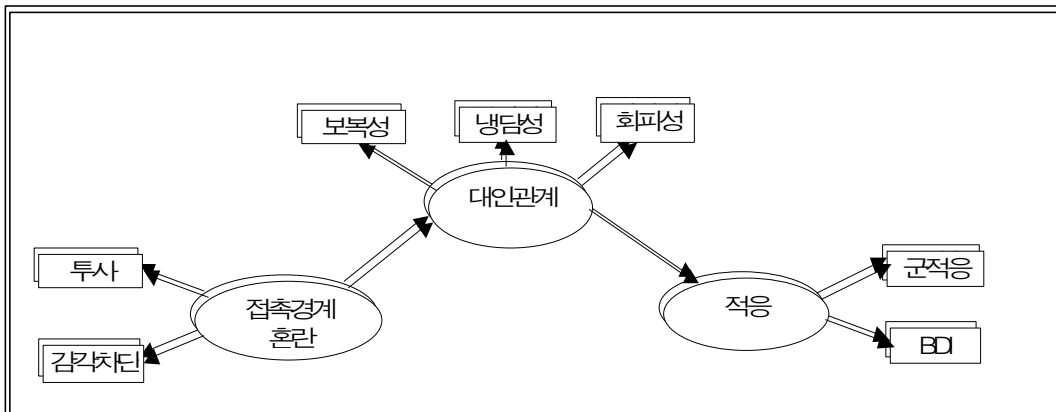 보복성
냉담성
회피성
대인관계
투사
접촉경계
혼란
감각차단
적응
군적응
BDI